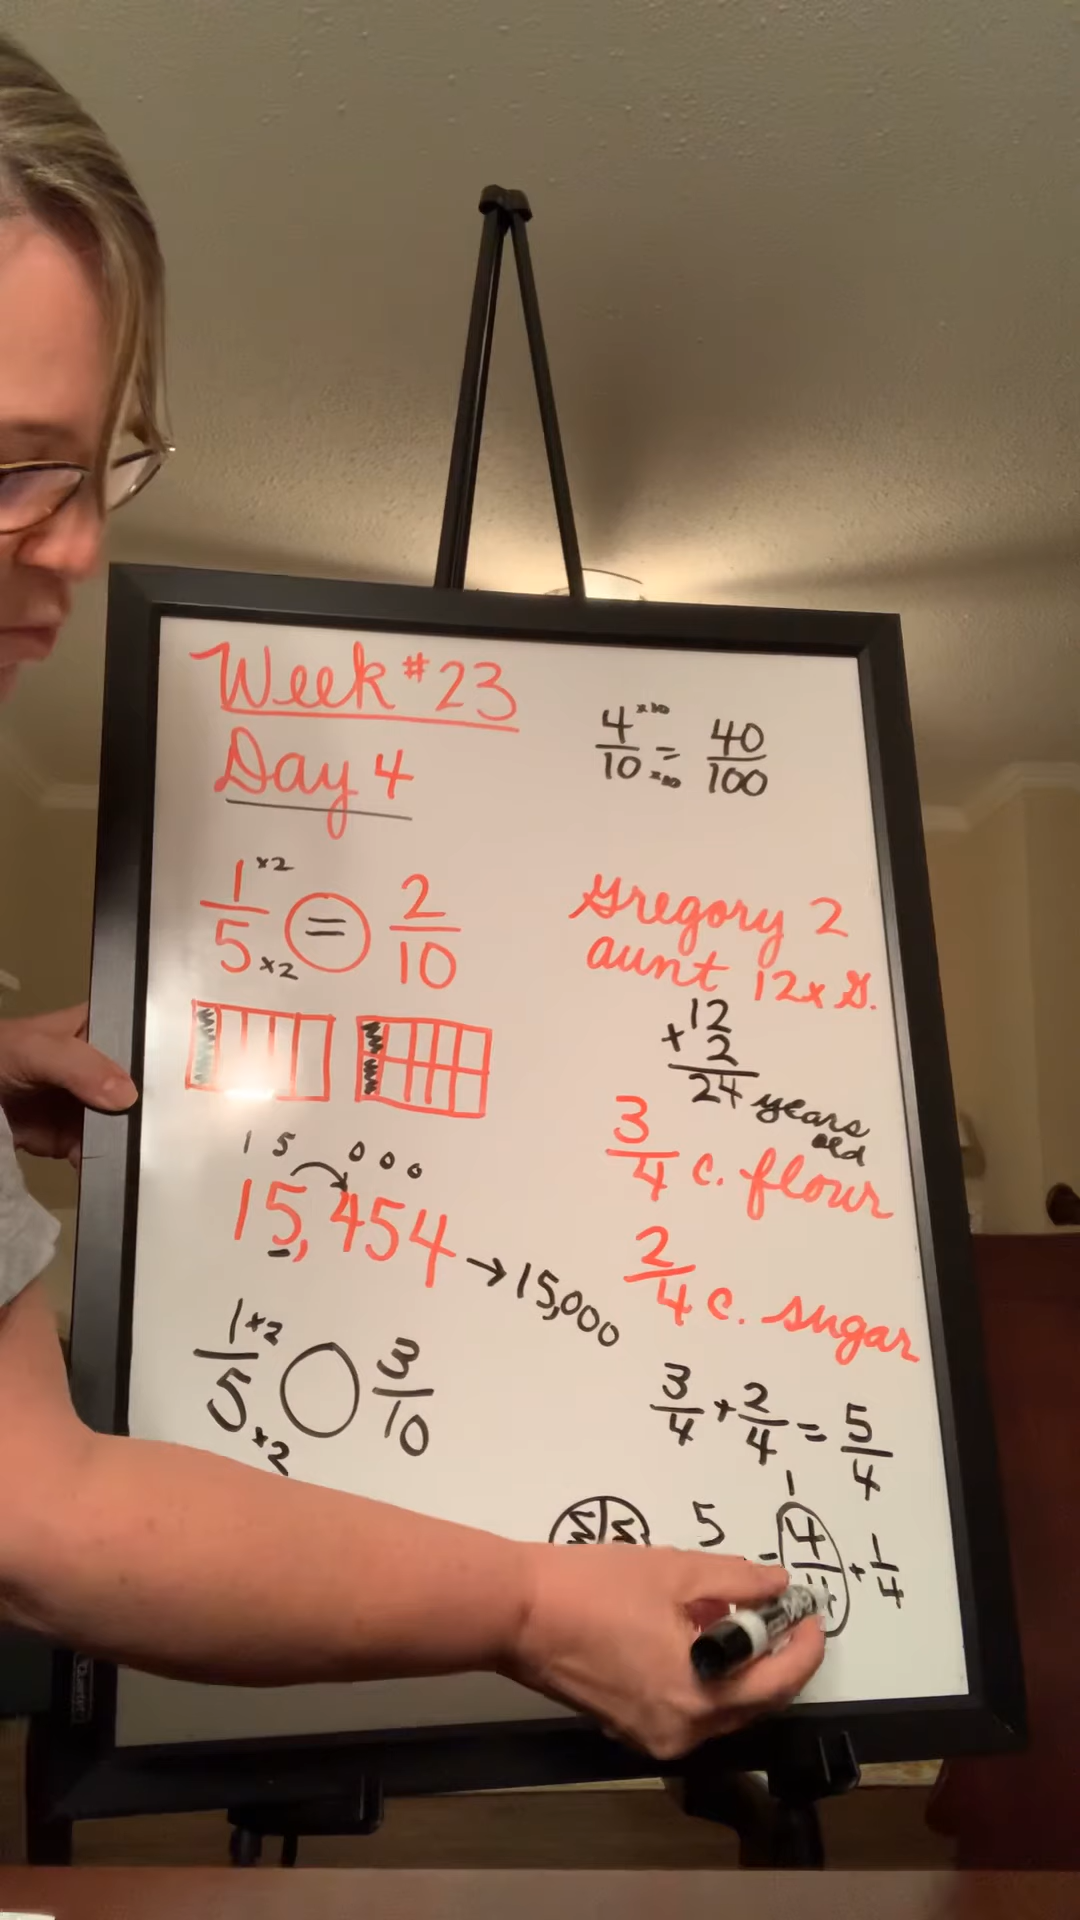 Week #23
Day 4
4 ×10
10 ×10
=
40
100
1 ×2
5 ×2
=
2
10
Gregory 2
aunt 12x G.
12
+ 2
24 years
old
1 5 0 0 0
15,454 → 15,000
3
4 c. flour
2
4 c. sugar
1 ×2
5 ×2
3
10
3/4 + 2/4 = 5/4
1
5 = 4/4 + 1/4